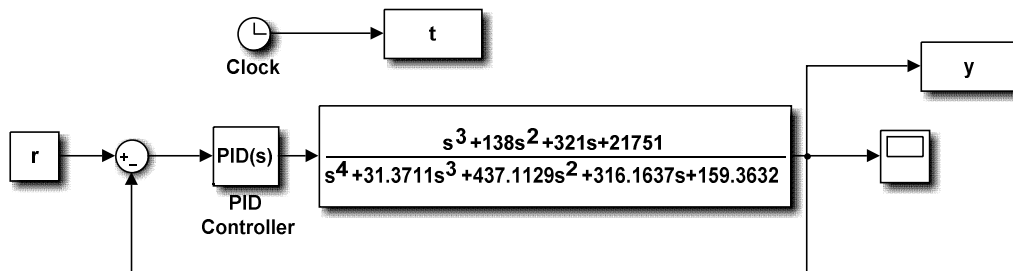 t
Clock
y
r
+
-
PID(s)
s³+138s²+321s+21751
s⁴+31.3711s³+437.1129s²+316.1637s+159.3632
PID
Controller